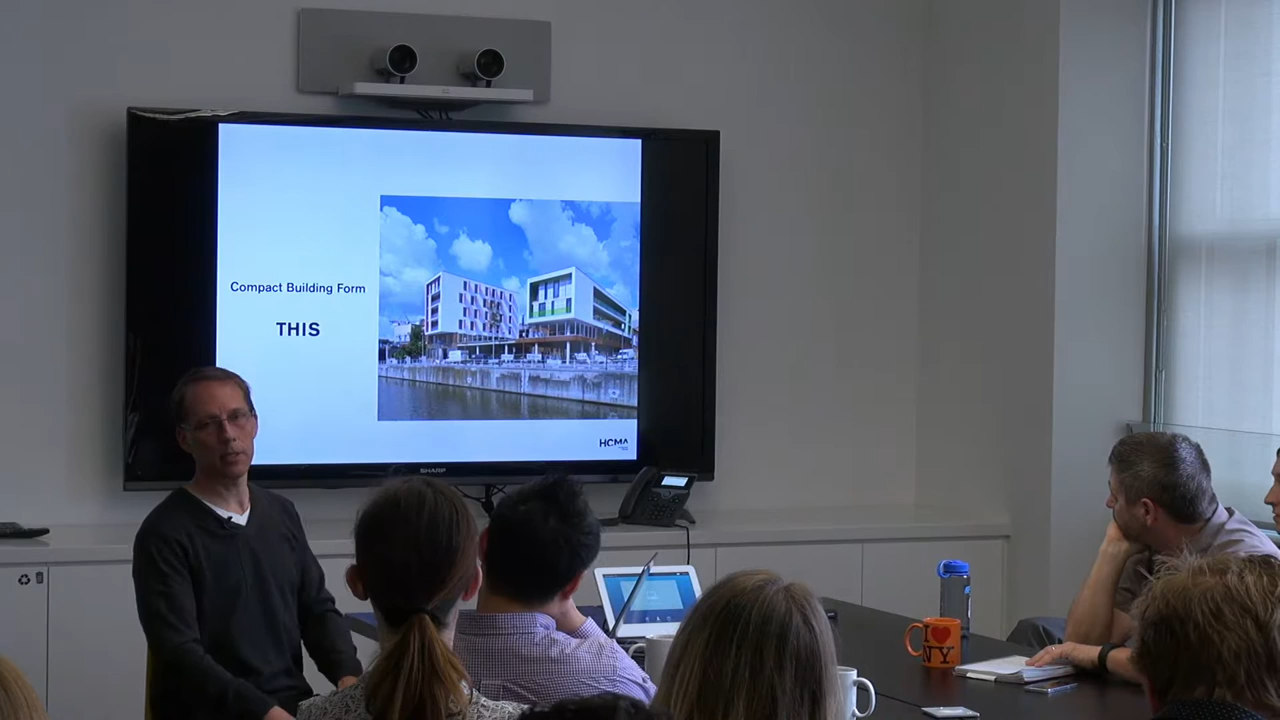 Compact Building Form
THIS
HCMA
SHARP
I ❤
NY